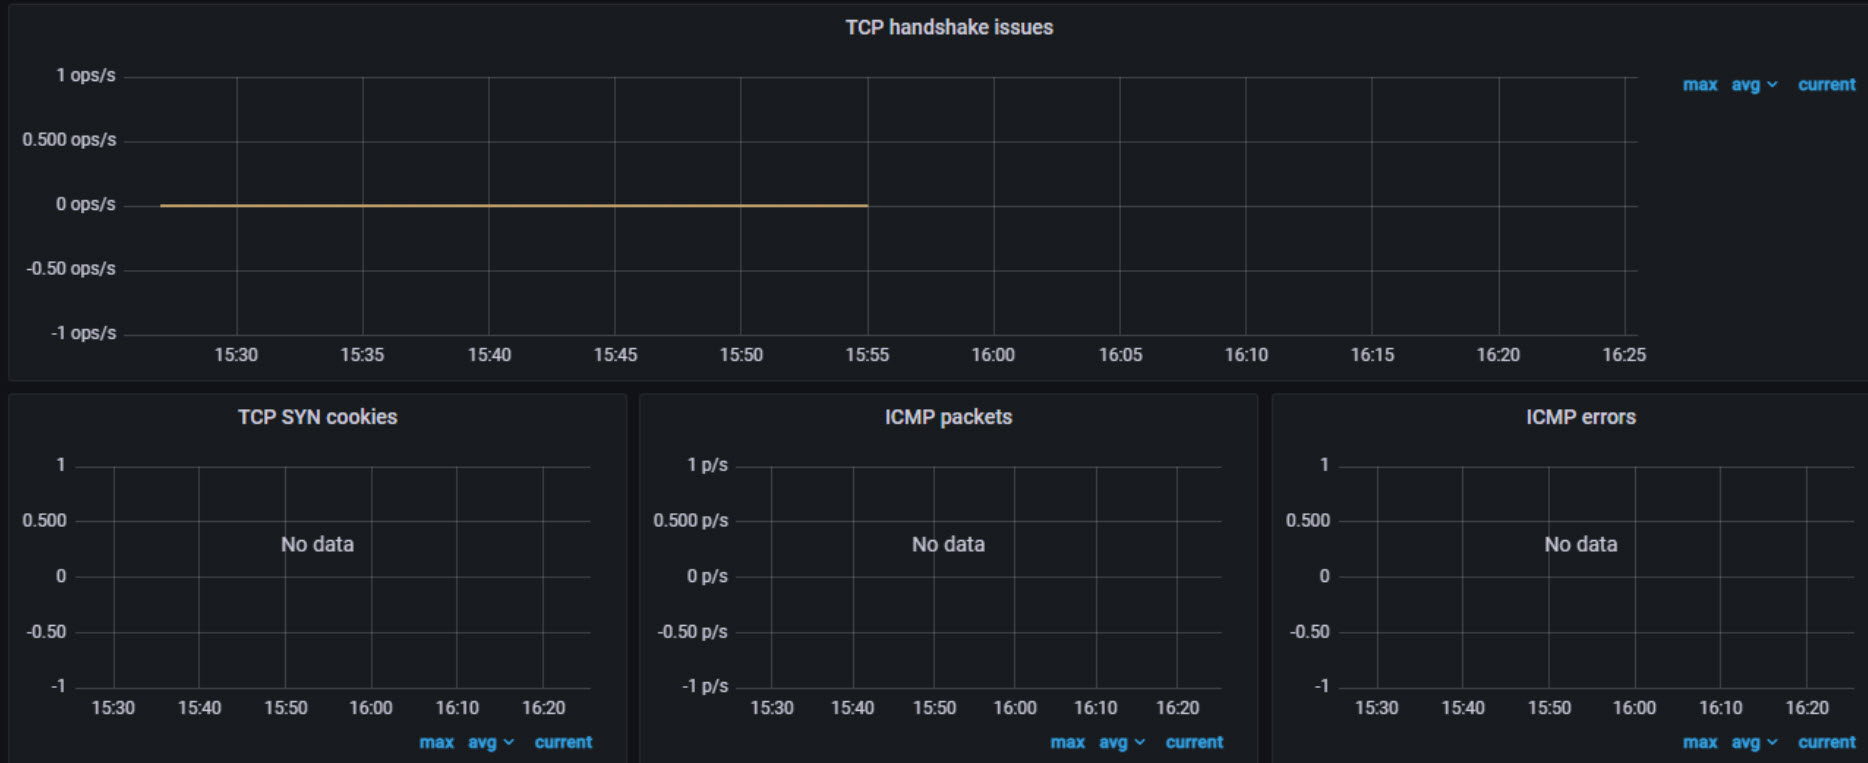 TCP handshake issues
1 ops/s
max avg current
0.500 ops/s
0 ops/s
-0.50 ops/s
-1 ops/s
15:30 15:35 15:40 15:45 15:50 15:55 16:00 16:05 16:10 16:15 16:20 16:25
TCP SYN cookies
1
0.500
No data
0
-0.50
-1
15:30 15:40 15:50 16:00 16:10 16:20
max avg current
ICMP packets
1 p/s
0.500 p/s
No data
0 p/s
-0.50 p/s
-1 p/s
15:30 15:40 15:50 16:00 16:10 16:20
max avg current
ICMP errors
1
0.500
No data
0
-0.50
-1
15:30 15:40 15:50 16:00 16:10 16:20
max avg current